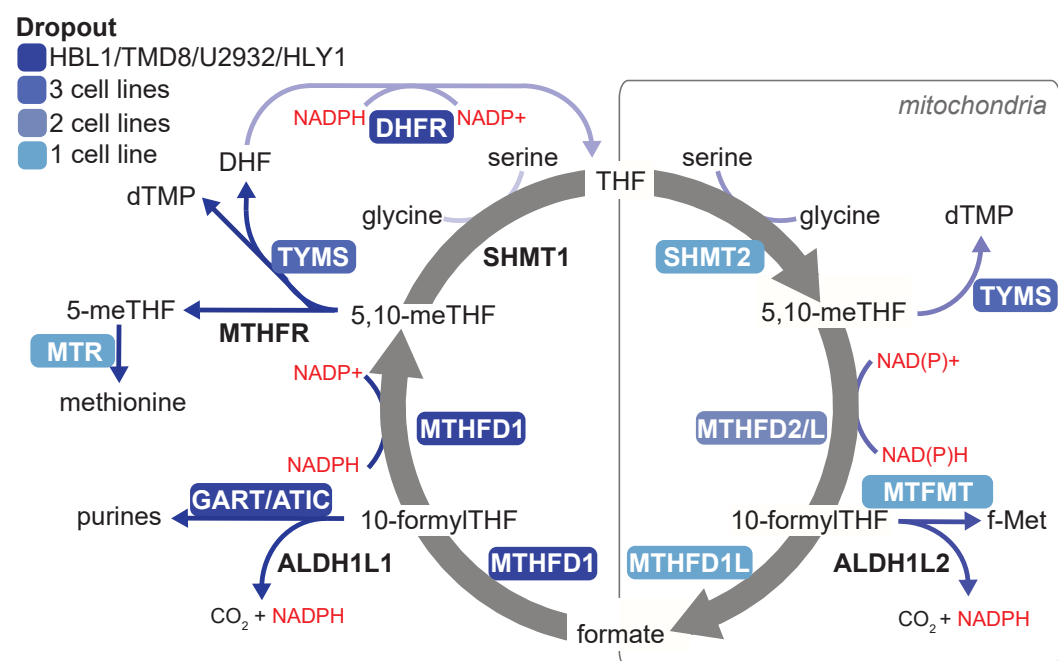 Dropout
HBL1/TMD8/U2932/HLY1
3 cell lines
2 cell lines
1 cell line
mitochondria
NADPH
DHFR
NADP+
DHF
dTMP
serine
glycine
THF
serine
glycine
SHMT1
SHMT2
TYMS
dTMP
TYMS
5-meTHF
MTHFR
5,10-meTHF
5,10-meTHF
MTR
methionine
NADP+
MTHFD1
NADPH
NAD(P)+
MTHFD2/L
NAD(P)H
GART/ATIC
purines
10-formylTHF
ALDH1L1
CO2 + NADPH
MTHFD1
MTHFD1L
MTFMT
10-formylTHF
f-Met
ALDH1L2
CO2 + NADPH
formate